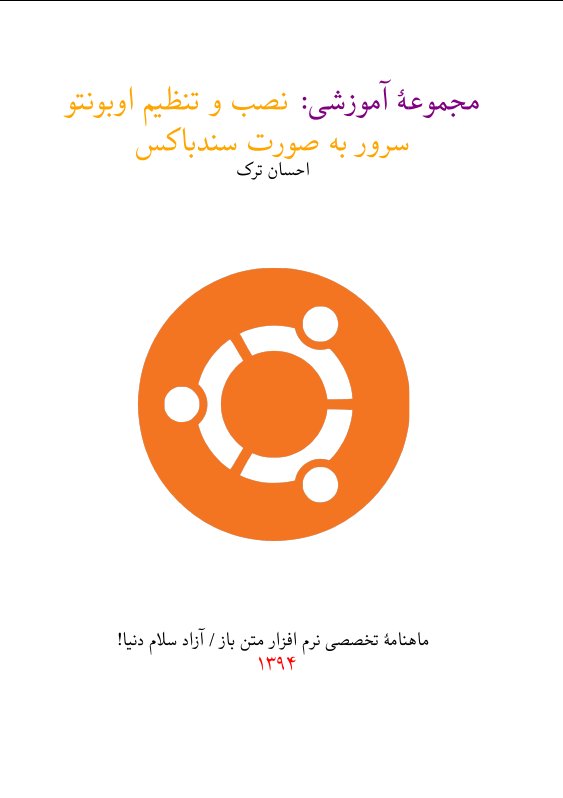 مجموعهٔ آموزشی: نصب و تنظیم اوبونتو
سرور به صورت سندباکس
احسان ترک
ماهنامهٔ تخصصی نرم افزار متن باز / آزاد سلام دنیا!
۱۳۹۴